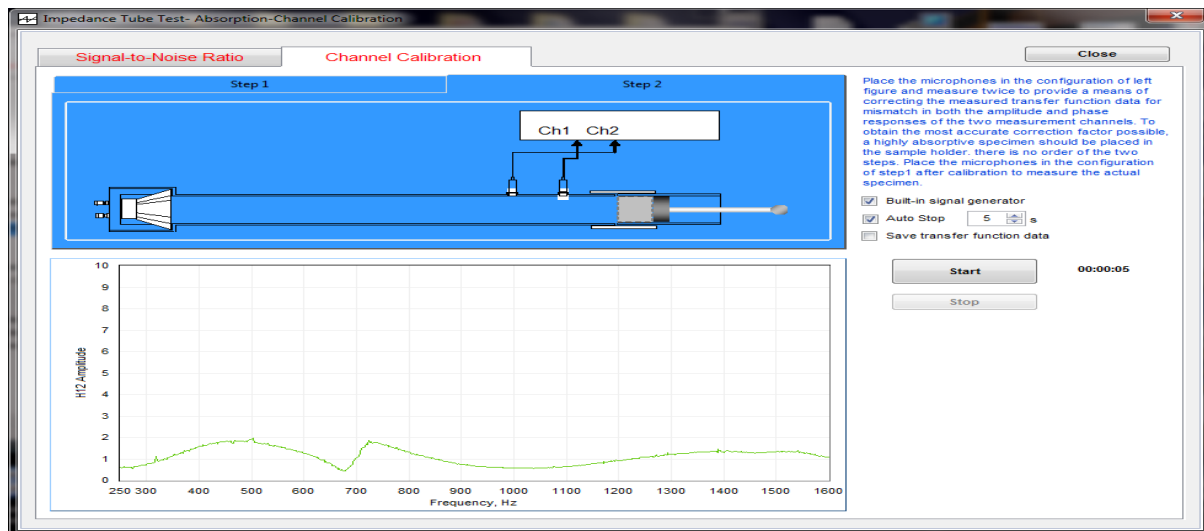 Impedance Tube Test- Absorption-Channel Calibration
Signal-to-Noise Ratio
Channel Calibration
Close
Step 1
Step 2
Ch1 Ch2
Place the microphones in the configuration of left
figure and measure twice to provide a means of
correcting the measured transfer function data for
mismatch in both the amplitude and phase
responses of the two measurement channels. To
obtain the most accurate correction factor possible,
a highly absorptive specimen should be placed in
the sample holder. there is no order of the two
steps. Place the microphones in the configuration
of step1 after calibration to measure the actual
specimen.
Built-in signal generator
Auto Stop 5 s
Save transfer function data
Start
00:00:05
Stop
H12 Amplitude
10
9
8
7
6
5
4
3
2
1
0
250 300 400 500 600 700 800 900 1000 1100 1200 1300 1400 1500 1600
Frequency, Hz